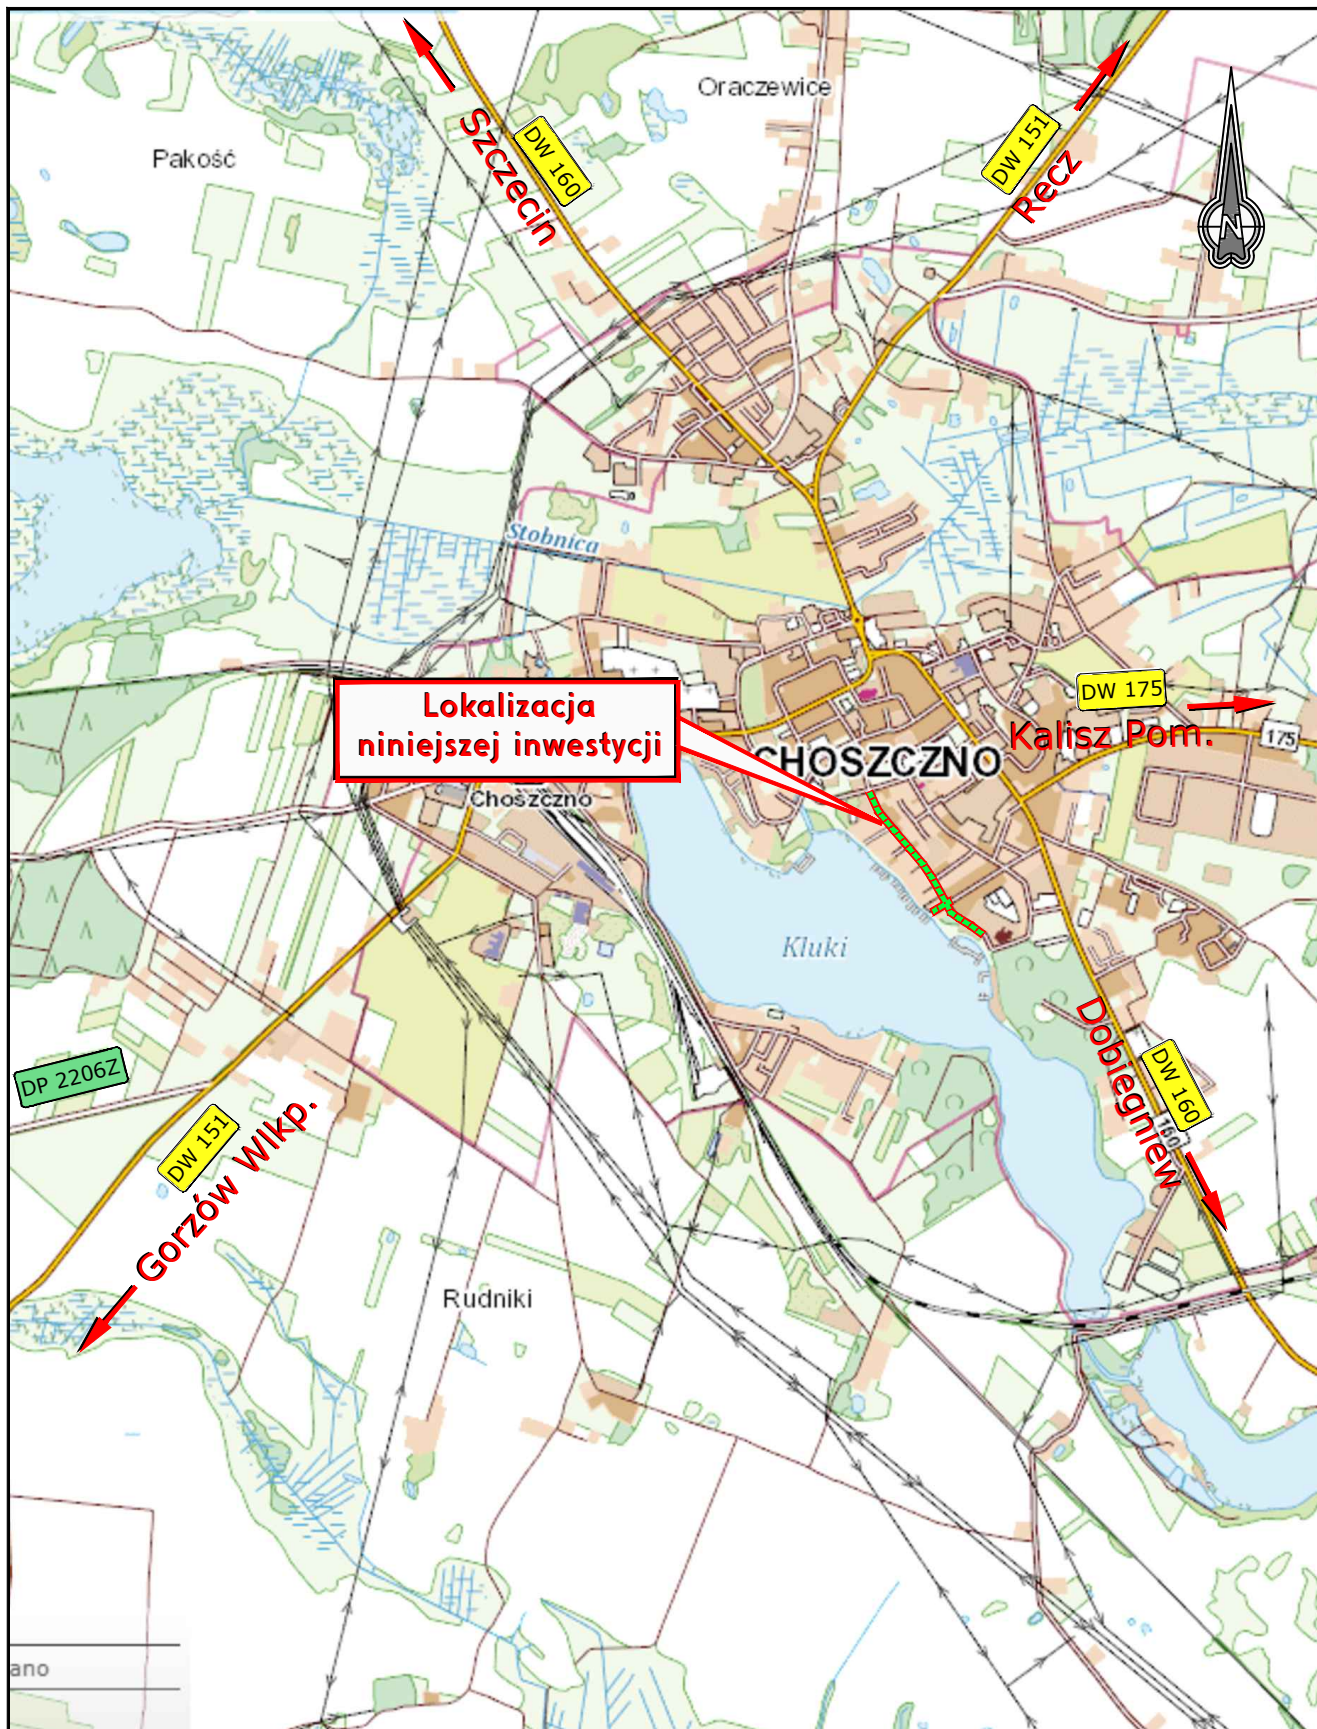 Oraczewice
DW 160
Szczecin
DW 151
Recz
Pakość
N
Stobnica
Lokalizacja
niniejszej inwestycji
DW 175
Kalisz Pom.
175
CHOSZCZNO
Choszczno
Kluki
DP 2206Z
DW 151
Gorzów Wlkp.
Dobiegniew
DW 160
160
Rudniki
ano